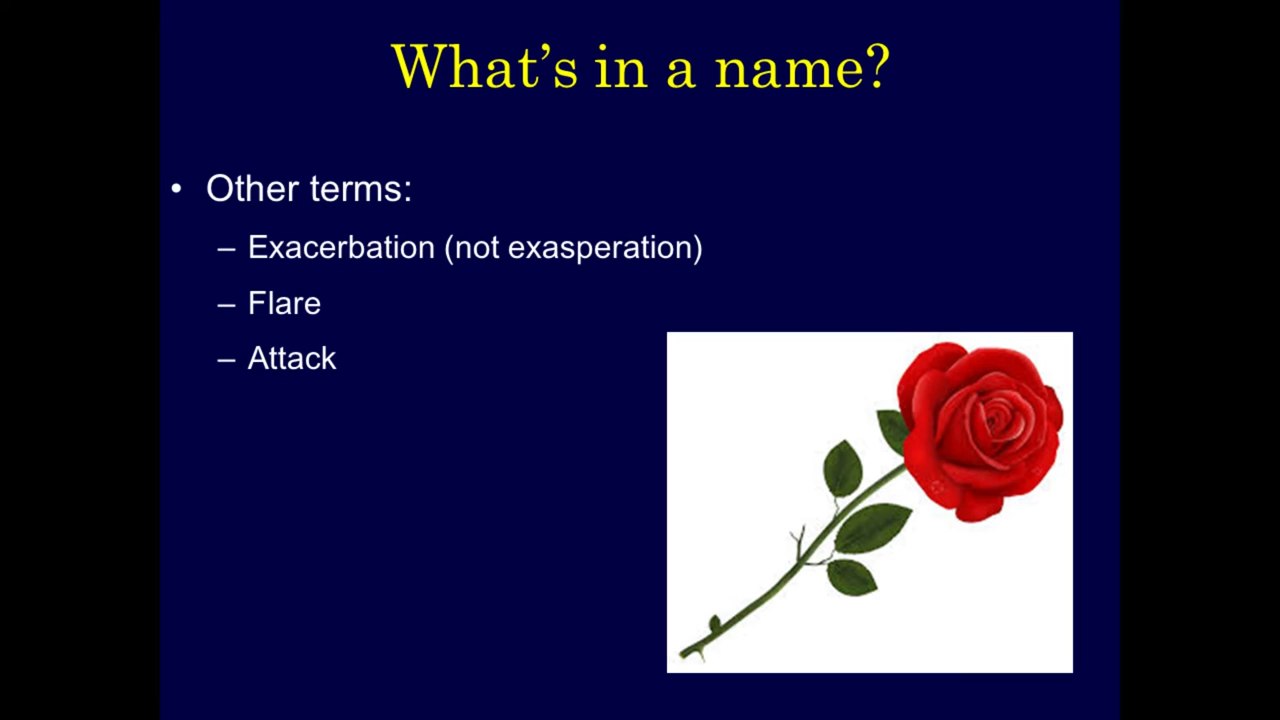 What's in a name?
• Other terms:
– Exacerbation (not exasperation)
– Flare
– Attack